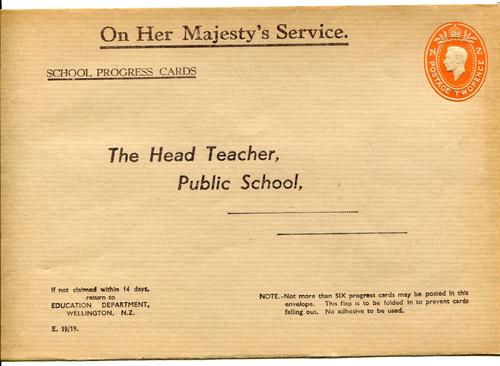 On Her Majesty's Service.
SCHOOL PROGRESS CARDS
N Z
POSTAGE TWOPENCE
The Head Teacher,
Public School,
If not claimed within 14 days,
return to
EDUCATION DEPARTMENT,
WELLINGTON, N.Z.
E. 19/19.
NOTE.-Not more than SIX progress cards may be posted in this
envelope. This flap is to be folded in to prevent cards
falling out. No adhesive to be used.